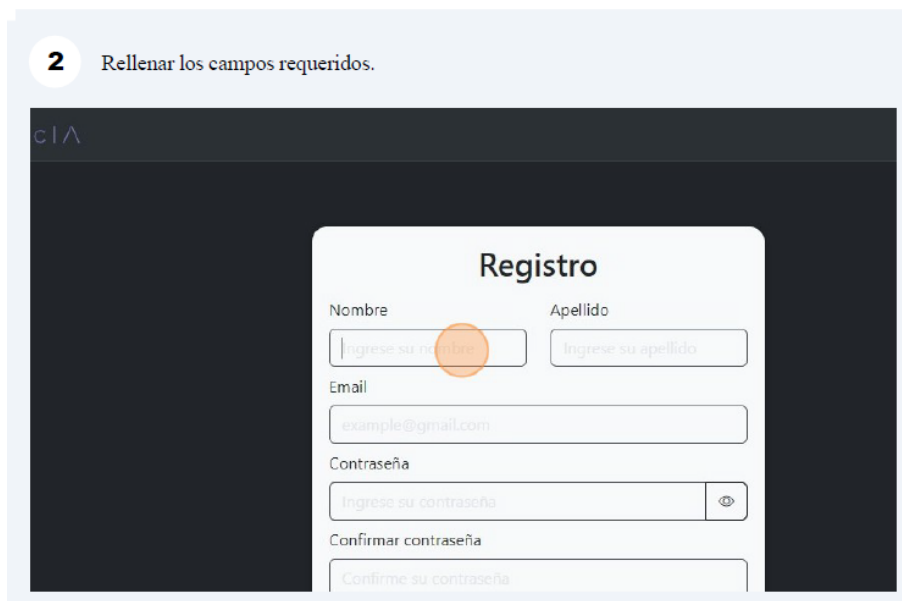 2 Rellenar los campos requeridos.
Registro
Nombre Apellido
Ingrese su nombre Ingrese su apellido
Email
example@gmail.com
Contraseña
Ingrese su contraseña
Confirmar contraseña
Confirme su contraseña